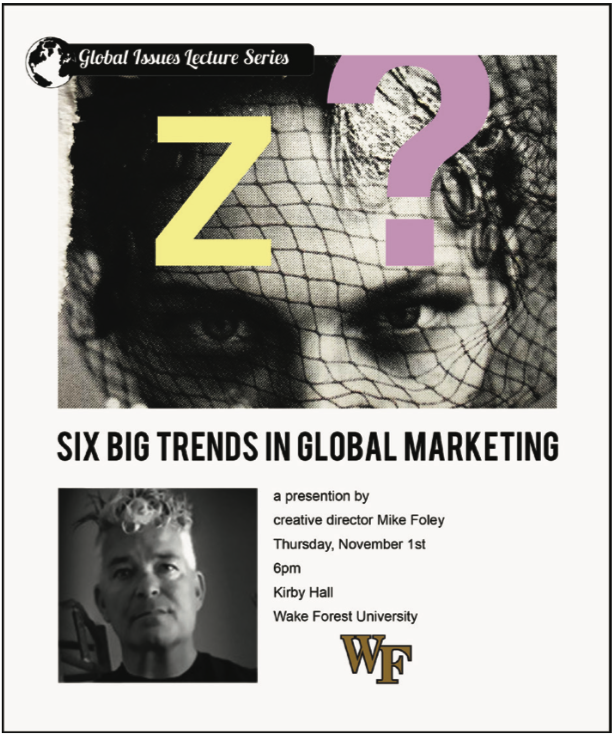 Global Issues Lecture Series
z ?
SIX BIG TRENDS IN GLOBAL MARKETING
a presention by
creative director Mike Foley
Thursday, November 1st
6pm
Kirby Hall
Wake Forest University
WF